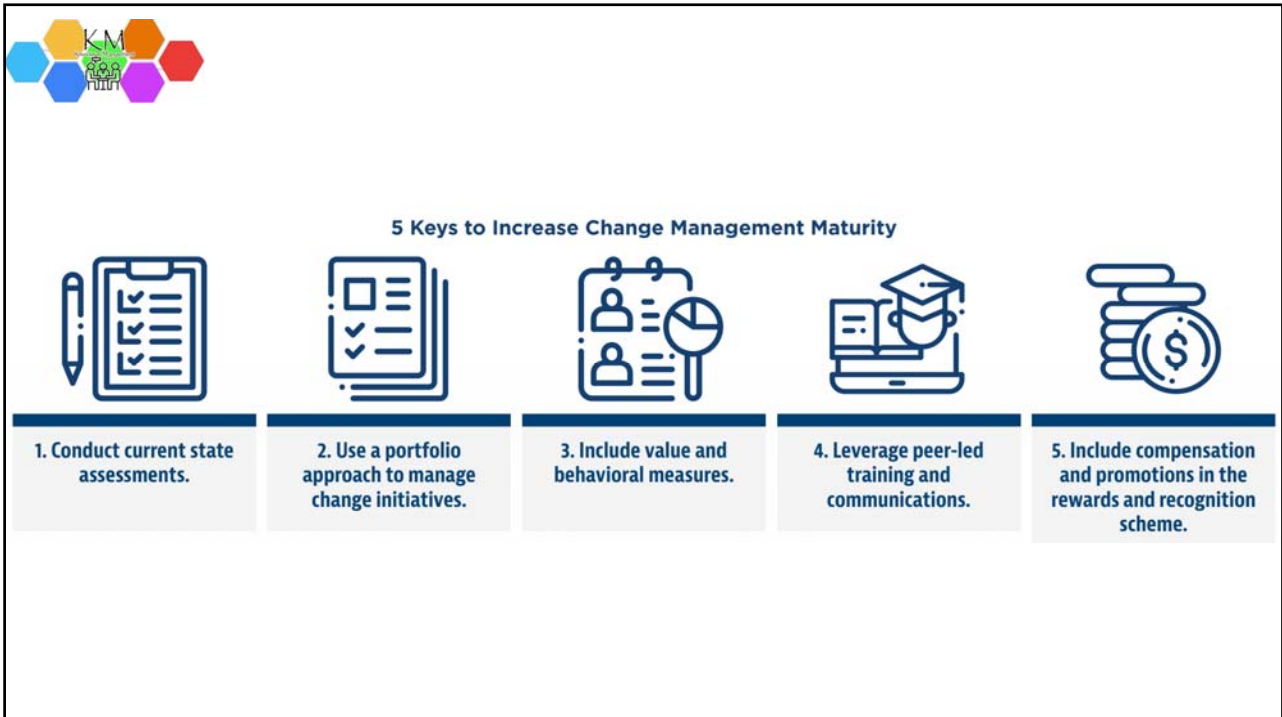 KM
5 Keys to Increase Change Management Maturity
1. Conduct current state
assessments.
2. Use a portfolio
approach to manage
change initiatives.
3. Include value and
behavioral measures.
4. Leverage peer-led
training and
communications.
5. Include compensation
and promotions in the
rewards and recognition
scheme.
$